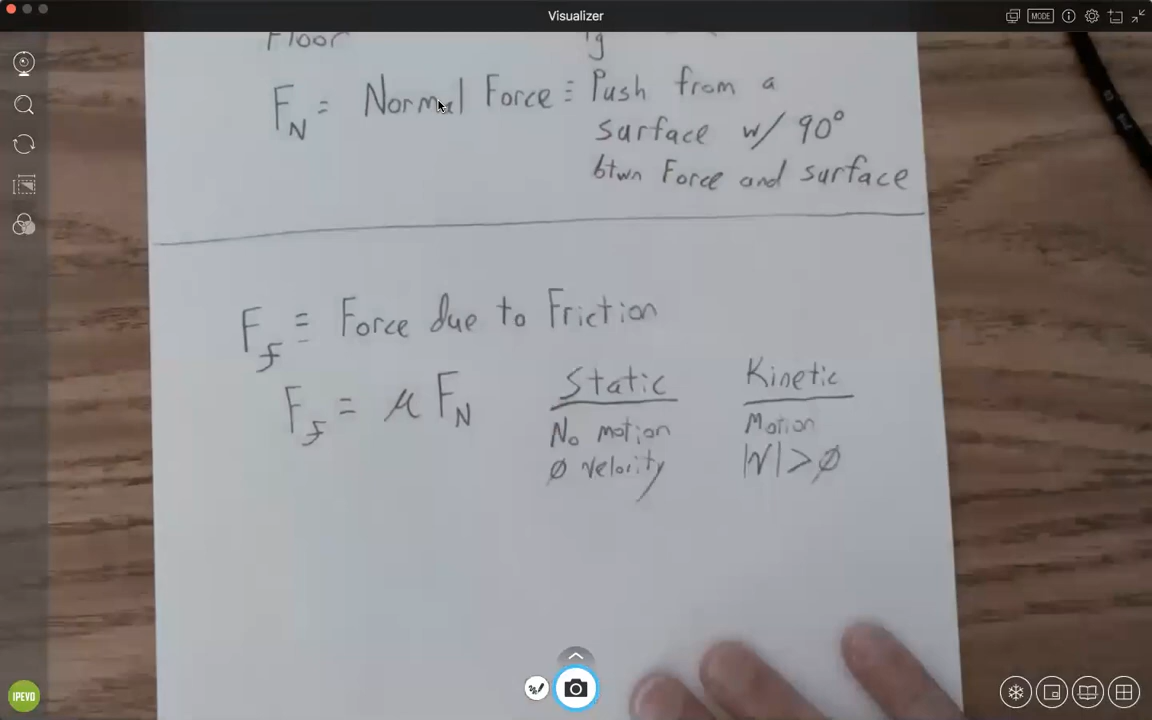 Visualizer
MODE
Floor
g
F_N = Normal Force ≡ Push from a
surface w/ 90°
btwn Force and surface
F_f ≡ Force due to Friction
F_f = μ F_N
Static
No motion
∅ velocity
Kinetic
Motion
|V| > ∅
IPEVO